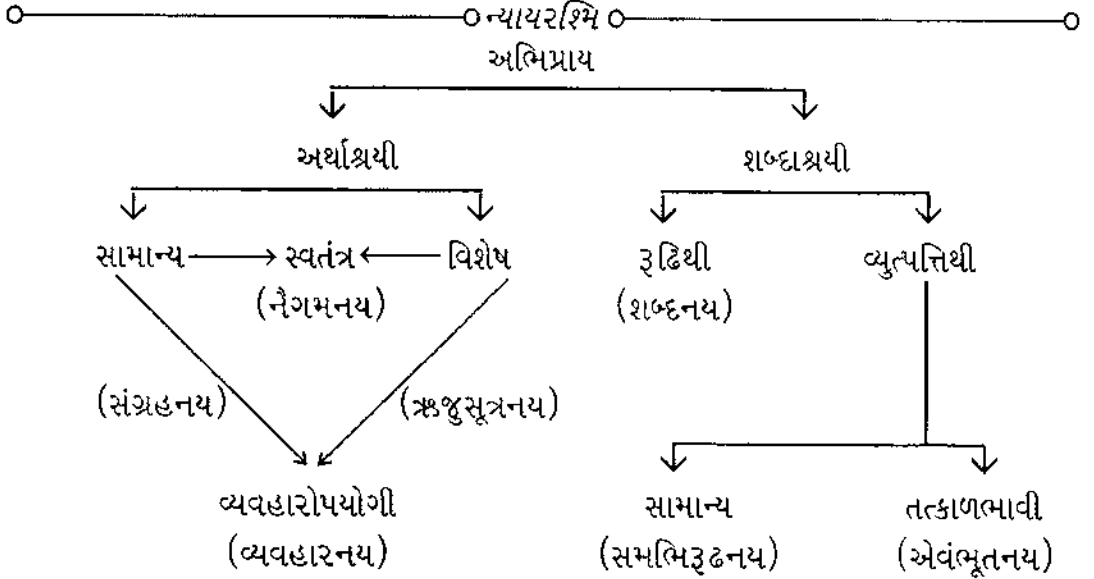 ન્યાયરશ્મિ
અભિપ્રાય
અર્થાશ્રયી શબ્દાશ્રયી
સામાન્ય સ્વતંત્ર વિશેષ રૂઢિથી વ્યુત્પત્તિથી
(નૈગમનય) (શબ્દનય)
(સંગ્રહનય) (ઋજુસૂત્રનય)
વ્યવહારોપયોગી સામાન્ય તત્કાળભાવી
(વ્યવહારનય) (સમભિરૂઢનય) (એવંભૂતનય)